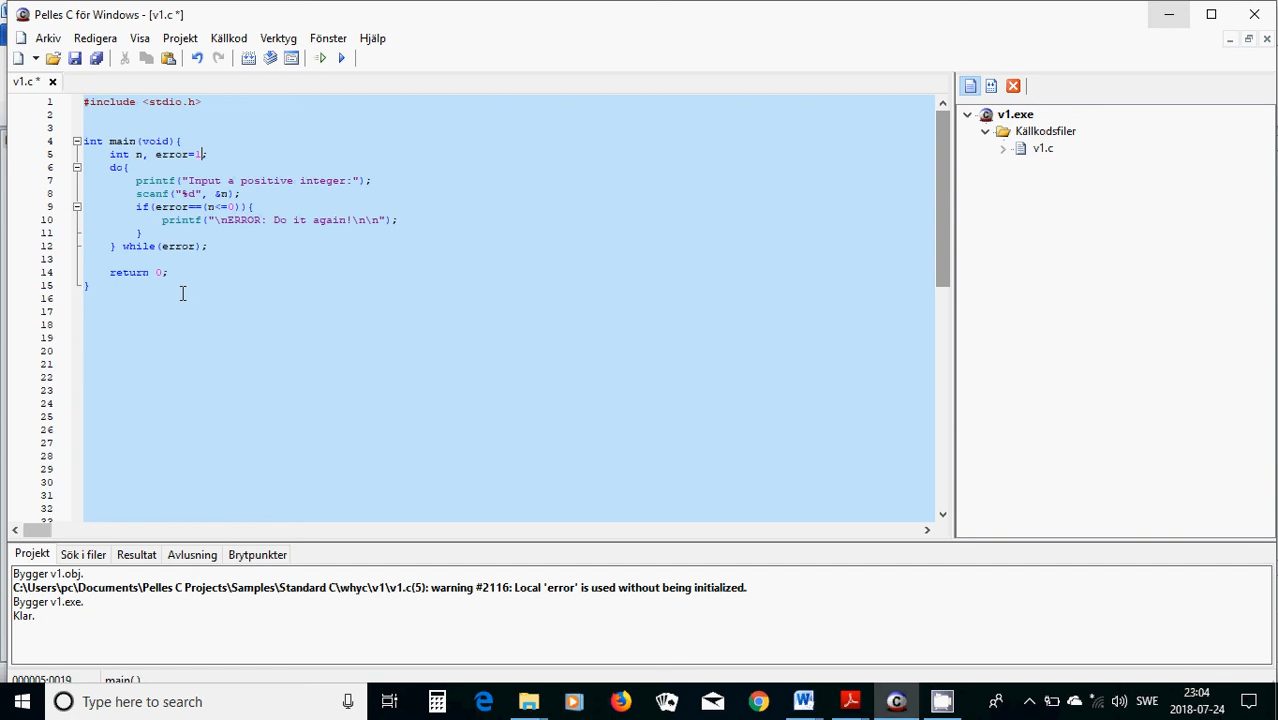 Pelles C for Windows - [v1.c *]
Arkiv Redigera Visa Projekt Källkod Verktyg Fönster Hjälp
v1.c *
1 #include <stdio.h>
2
3
4 int main(void){
5 int n, error=1;
6 do{
7 printf("Input a positive integer:");
8 scanf("%d", &n);
9 if(error==(n<=0)){
10 printf("\nERROR: Do it again!\n\n");
11 }
12 } while(error);
13
14 return 0;
15 }
16
17
18
19
20
21
22
23
24
25
26
27
28
29
30
31
32
33
v1.exe
Källkodsfiler
v1.c
Projekt Sök i filer Resultat Avlusning Brytpunkter
Bygger v1.obj.
C:\Users\pc\Documents\Pelles C Projects\Samples\Standard C\whyc\v1\v1.c(5): warning #2116: Local 'error' is used without being initialized.
Bygger v1.exe.
Klar.
000005:0019 main( )
Type here to search
SWE
23:04
2018-07-24